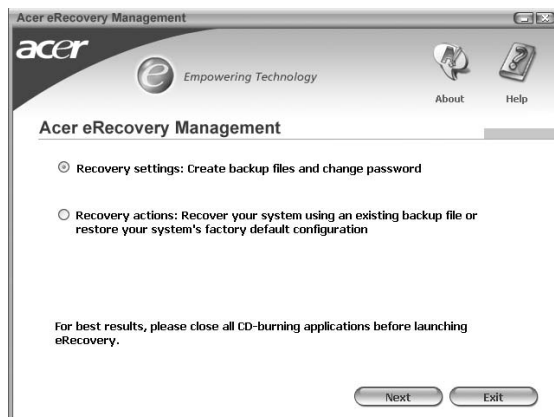 Acer eRecovery Management
acer
e Empowering Technology
About
Help
Acer eRecovery Management
Recovery settings: Create backup files and change password
Recovery actions: Recover your system using an existing backup file or
restore your system's factory default configuration
For best results, please close all CD-burning applications before launching
eRecovery.
Next
Exit